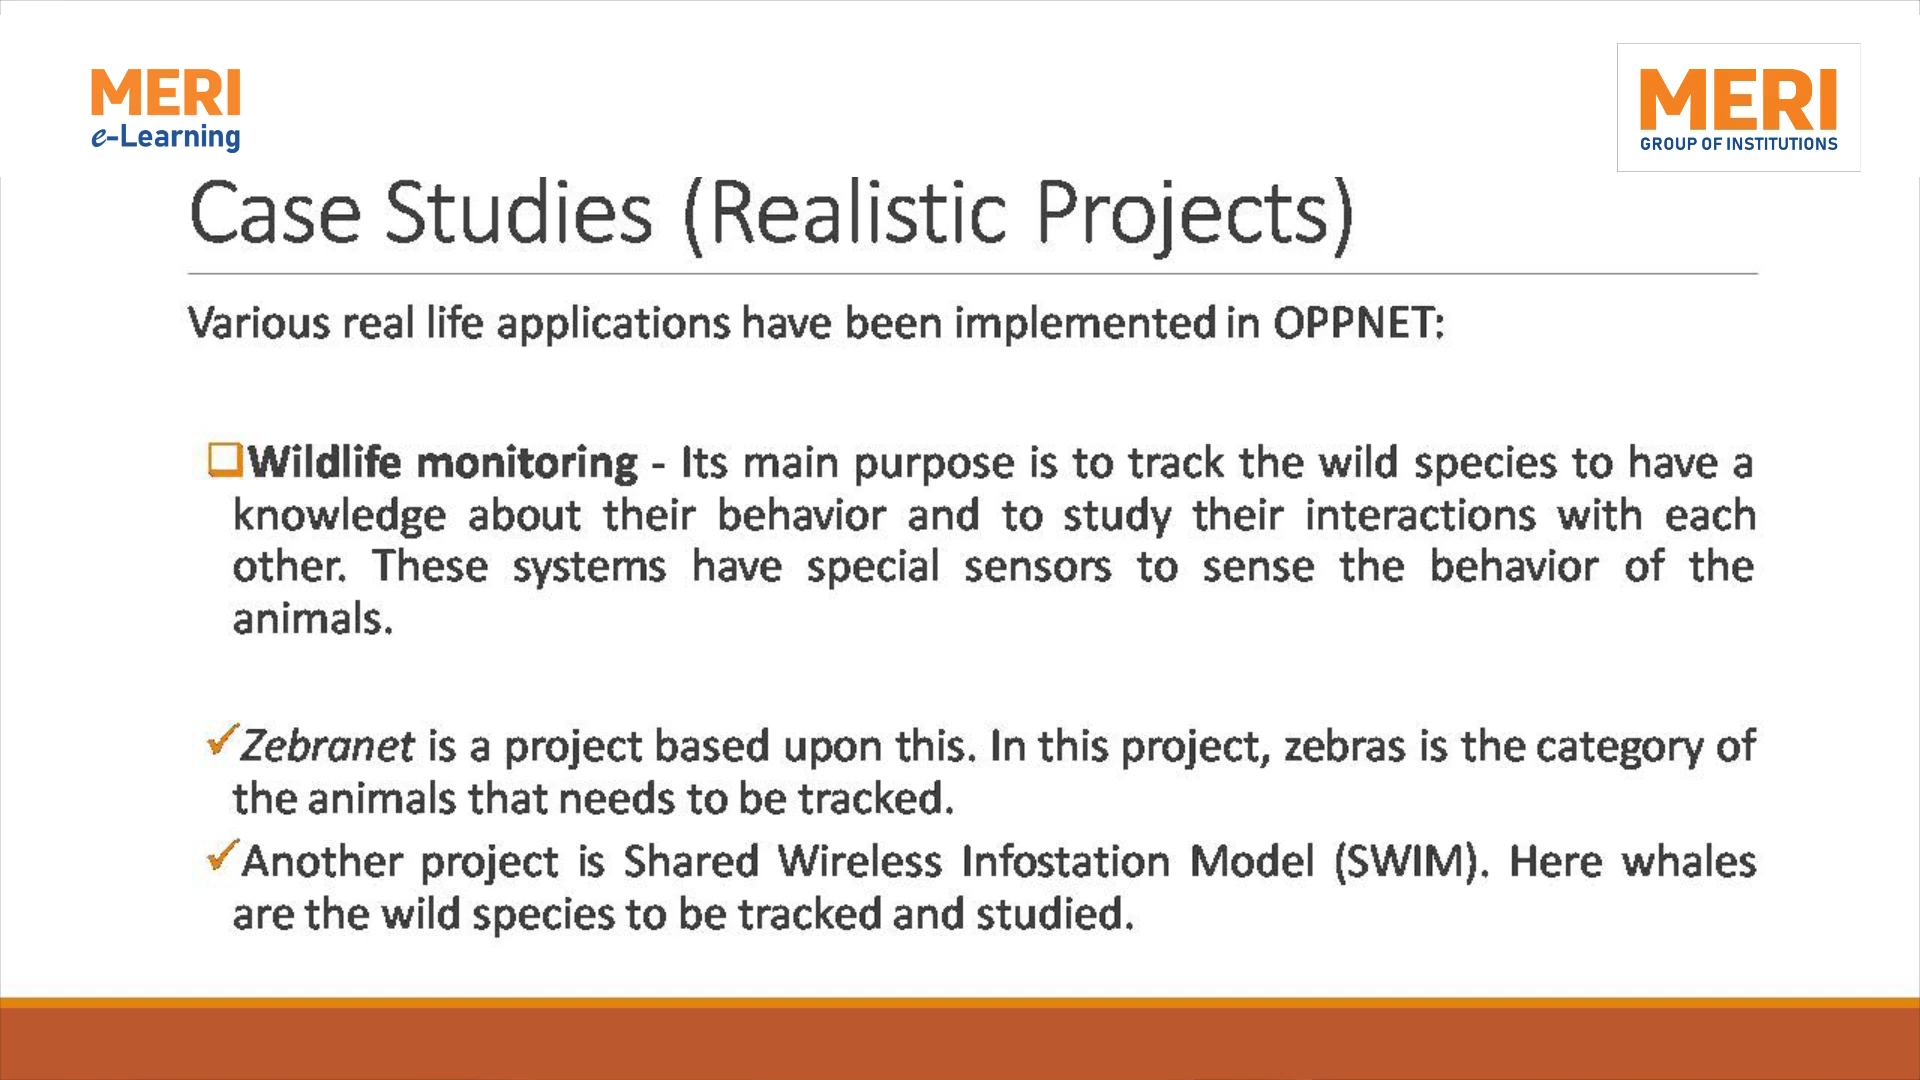 MERI
e-Learning
MERI
GROUP OF INSTITUTIONS
Case Studies (Realistic Projects)
Various real life applications have been implemented in OPPNET:
Wildlife monitoring - Its main purpose is to track the wild species to have a
knowledge about their behavior and to study their interactions with each
other. These systems have special sensors to sense the behavior of the
animals.
Zebranet is a project based upon this. In this project, zebras is the category of
the animals that needs to be tracked.
Another project is Shared Wireless Infostation Model (SWIM). Here whales
are the wild species to be tracked and studied.